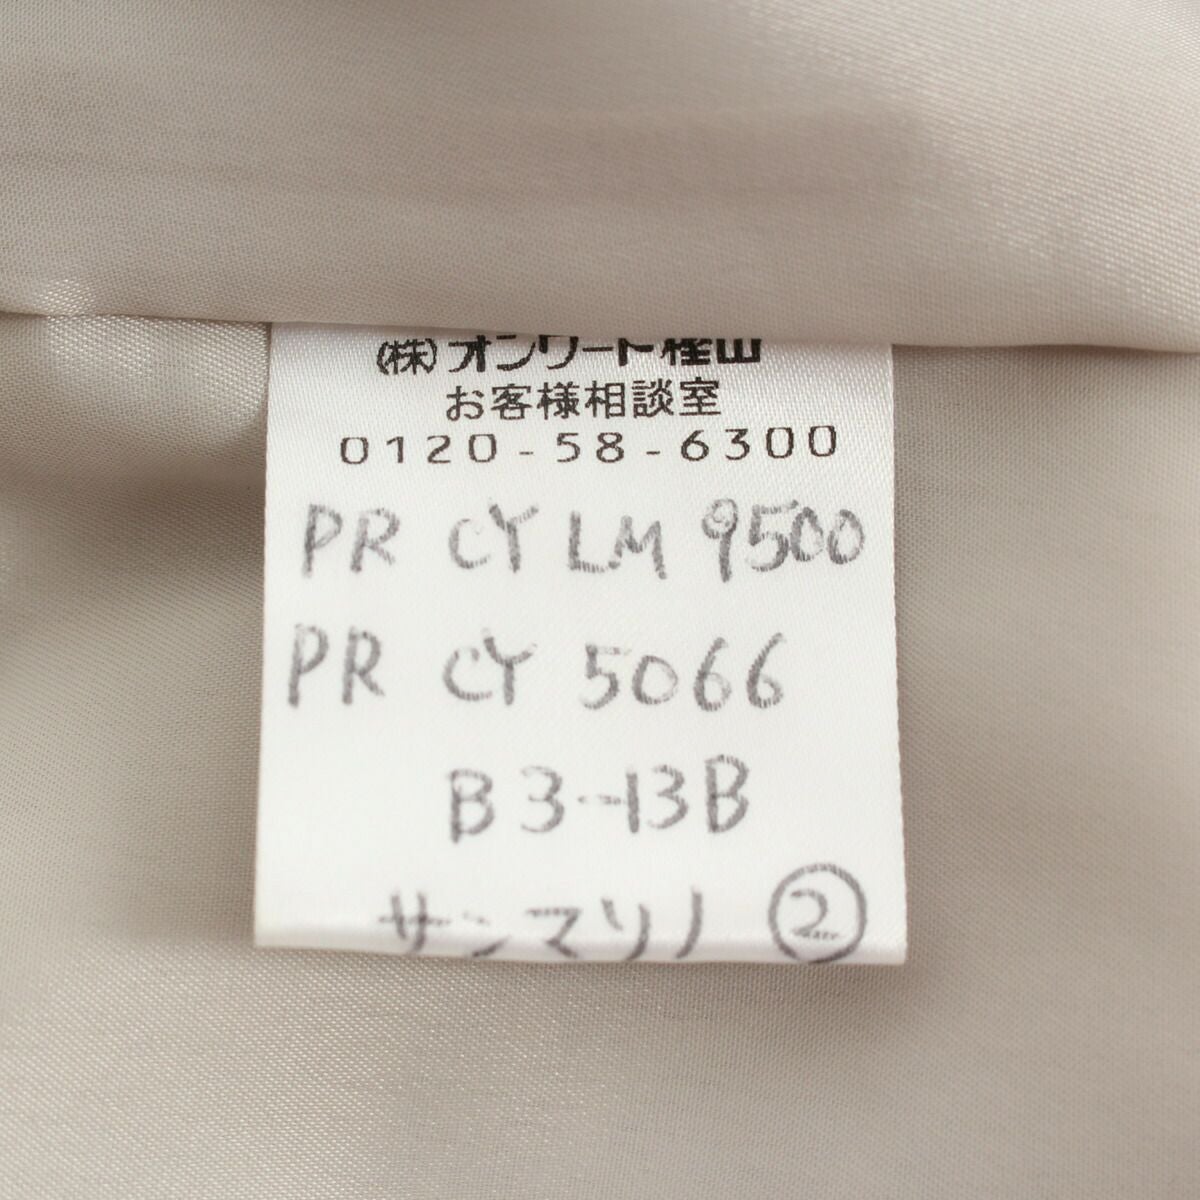 (株)オンワード樫山
お客様相談室
0120-58-6300
PR CY LM 9500
PR CY 5066
B3-13B
サンマリノ ②